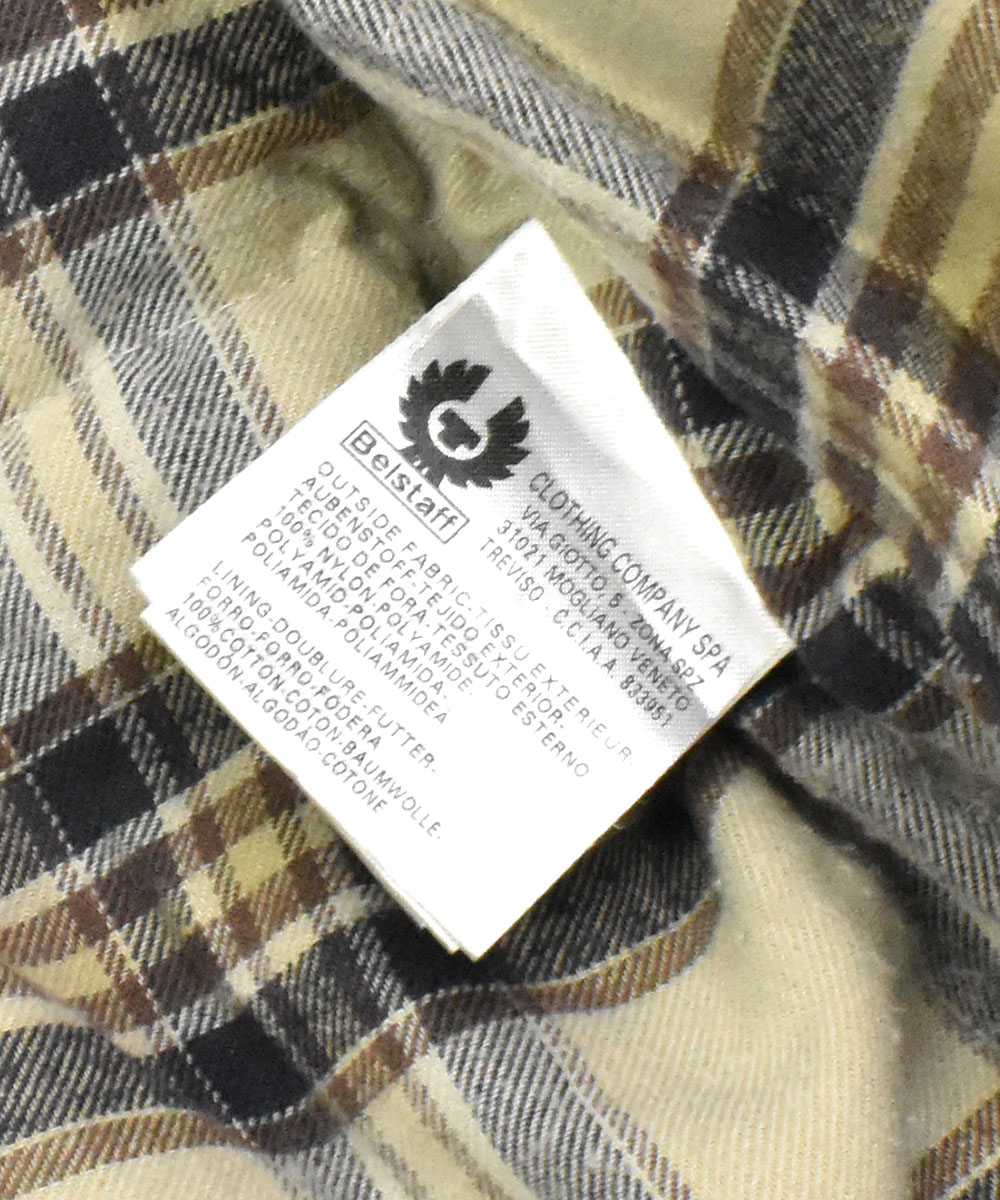 Belstaff
CLOTHING COMPANY SPA
VIA GIOTTO, 5 - ZONA SPZ
31021 MOGLIANO VENETO
TREVISO - C.C.I.A.A. 833951
OUTSIDE FABRIC-TISSU EXTERIEUR.
AUBENSTOFF-TEJIDO EXTERIOR.
TECIDO DE FORA.TESSUTO ESTERNO
100% NYLON.POLYAMIDE.
POLYAMID.POLIAMIDA.
POLIAMIDA.POLIAMMIDEA
LINING-DOUBLURE-FUTTER.
FORRO-FORRO-FODERA
100%COTTON.COTON.BAUMWOLLE.
ALGODON.ALGODAO.COTONE